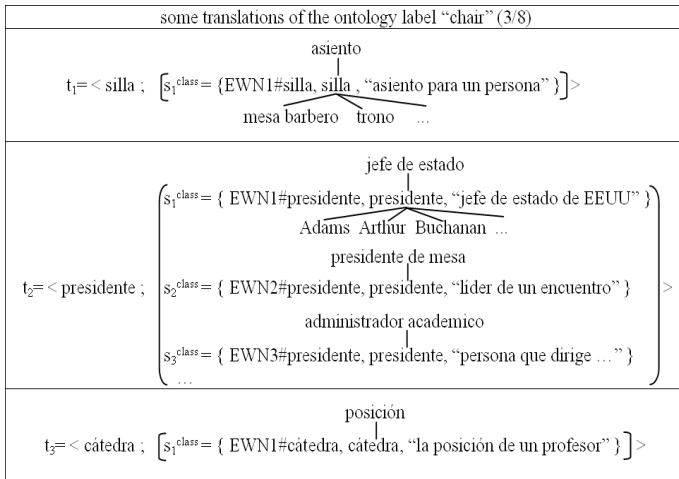 some translations of the ontology label “chair” (3/8)
asiento
t₁= < silla ; [s₁ᶜˡᵃˢˢ = {EWN1#silla, silla , “asiento para un persona” }]>
mesa barbero trono ...
jefe de estado
s₁ᶜˡᵃˢˢ = { EWN1#presidente, presidente, “jefe de estado de EEUU” }
Adams Arthur Buchanan ...
presidente de mesa
t₂= < presidente ; s₂ᶜˡᵃˢˢ = { EWN2#presidente, presidente, “lider de un encuentro” } >
administrador academico
s₃ᶜˡᵃˢˢ = { EWN3#presidente, presidente, “persona que dirige …” }
...
posición
t₃= < cátedra ; [s₁ᶜˡᵃˢˢ = { EWN1#cátedra, cátedra, “la posición de un profesor” } ]>